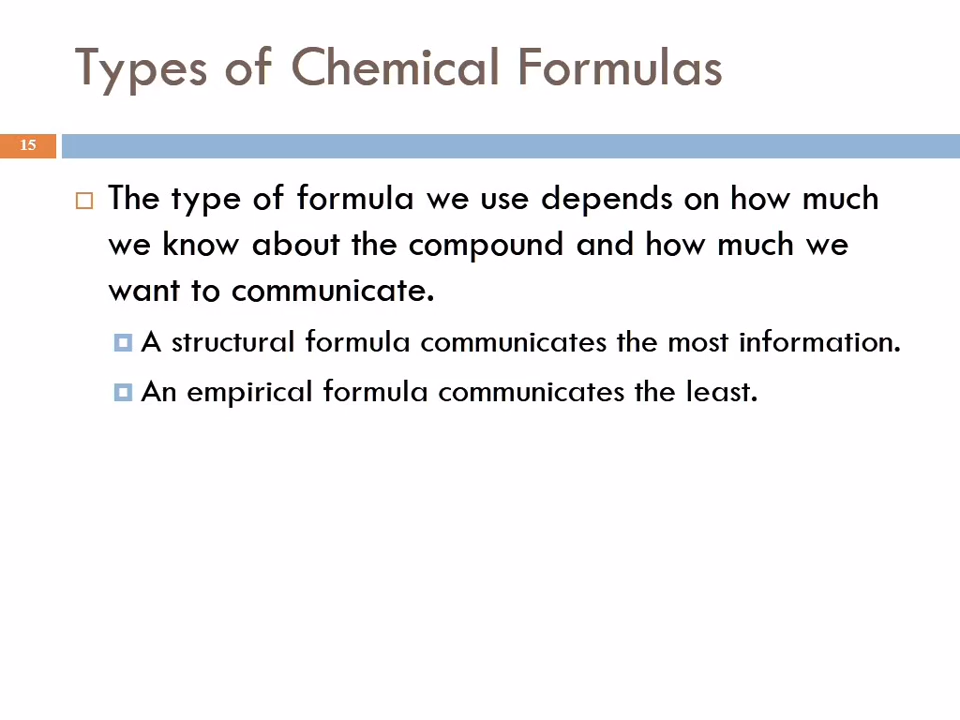 Types of Chemical Formulas
15
The type of formula we use depends on how much
we know about the compound and how much we
want to communicate.
A structural formula communicates the most information.
An empirical formula communicates the least.